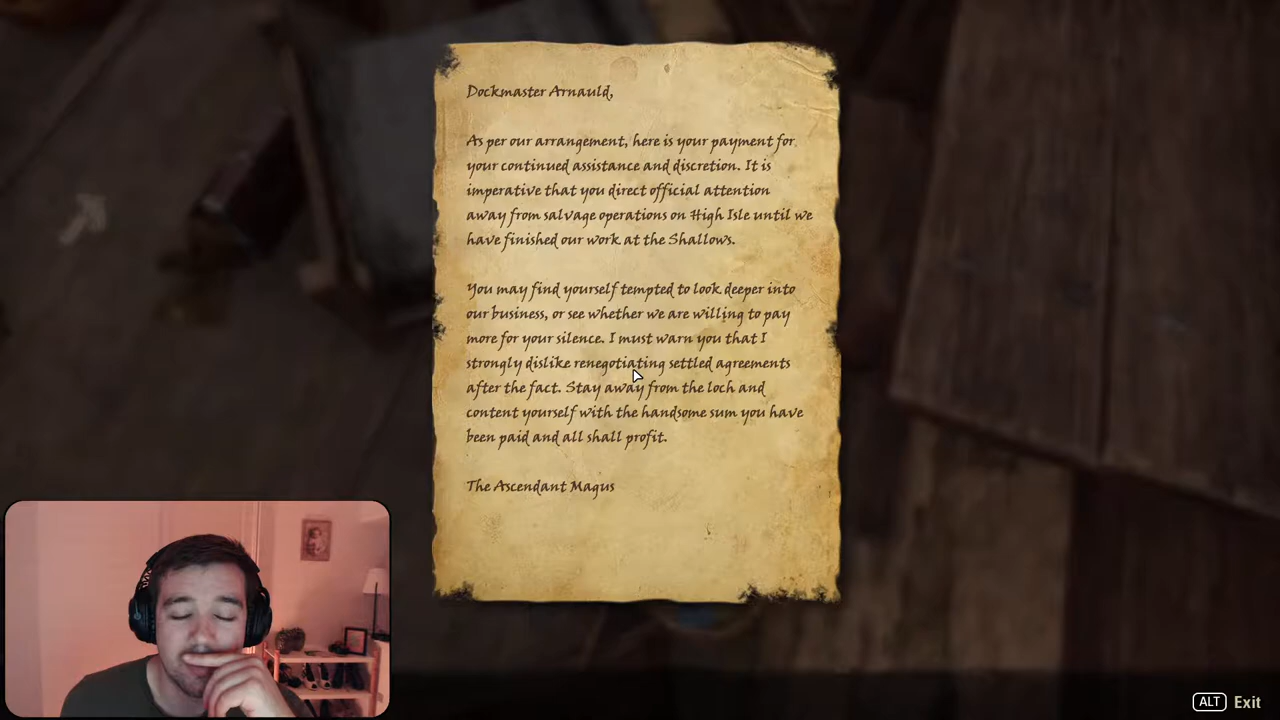 Dockmaster Arnauld,
As per our arrangement, here is your payment for
your continued assistance and discretion. It is
imperative that you direct official attention
away from salvage operations on High Isle until we
have finished our work at the Shallows.
You may find yourself tempted to look deeper into
our business, or see whether we are willing to pay
more for your silence. I must warn you that I
strongly dislike renegotiating settled agreements
after the fact. Stay away from the loch and
content yourself with the handsome sum you have
been paid and all shall profit.
The Ascendant Magus
ALT Exit